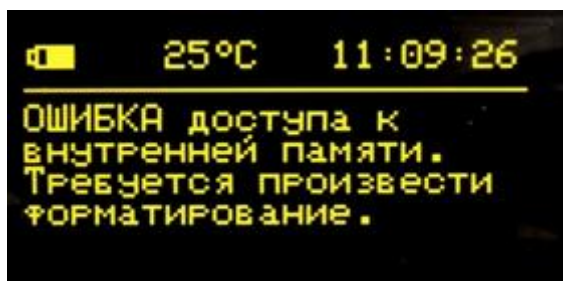 25°C 11:09:26
ОШИБКА доступа к
внутренней памяти.
Требуется произвести
форматирование.